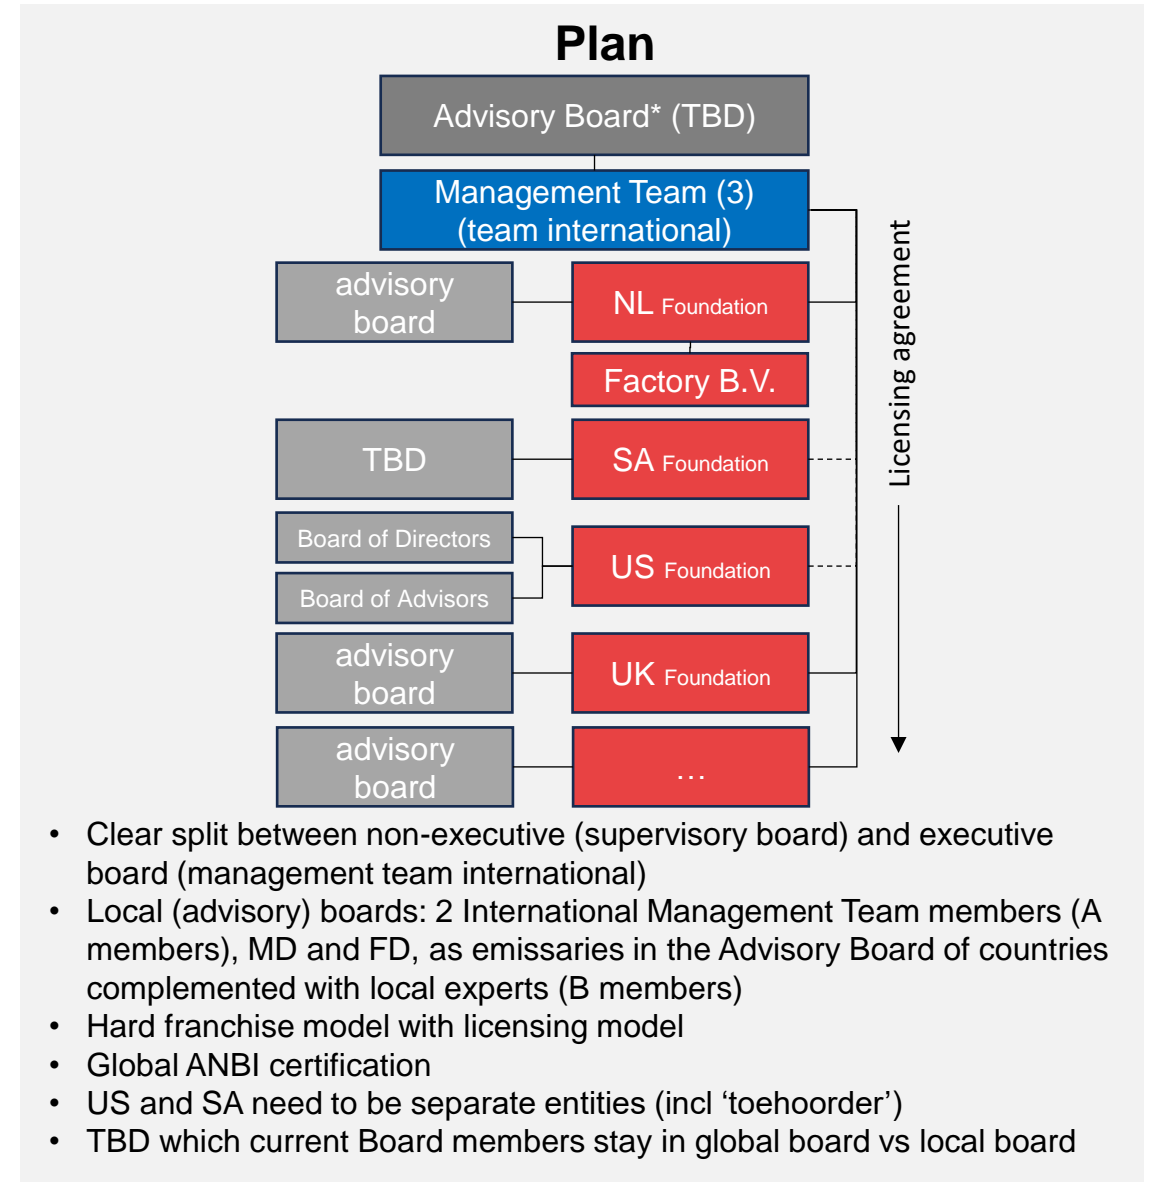 Plan
Advisory Board* (TBD)
Management Team (3)
(team international)
advisory
board
NL Foundation
Factory B.V.
TBD
SA Foundation
Board of Directors
Board of Advisors
US Foundation
advisory
board
UK Foundation
advisory
board
...
Licensing agreement
• Clear split between non-executive (supervisory board) and executive
board (management team international)
• Local (advisory) boards: 2 International Management Team members (A
members), MD and FD, as emissaries in the Advisory Board of countries
complemented with local experts (B members)
• Hard franchise model with licensing model
• Global ANBI certification
• US and SA need to be separate entities (incl ‘toehoorder’)
• TBD which current Board members stay in global board vs local board